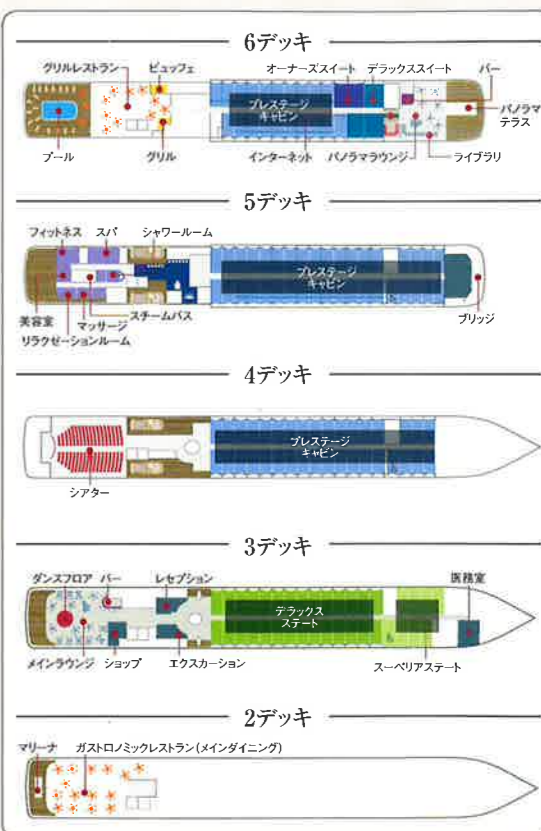 6デッキ
グリルレストラン
ビュッフェ
オーナーズスイート
デラックススイート
バー
プレステージ
キャビン
パノラマ
テラス
プール
グリル
インターネット
パノラマラウンジ
ライブラリ
5デッキ
フィットネス
スパ
シャワールーム
プレステージ
キャビン
美容室
マッサージ
スチームバス
リラクゼーションルーム
ブリッジ
4デッキ
プレステージ
キャビン
シアター
3デッキ
ダンスフロア
バー
レセプション
医務室
デラックス
ステート
メインラウンジ
ショップ
エクスカーション
スーペリアステート
2デッキ
マリーナ
ガストロノミックレストラン(メインダイニング)